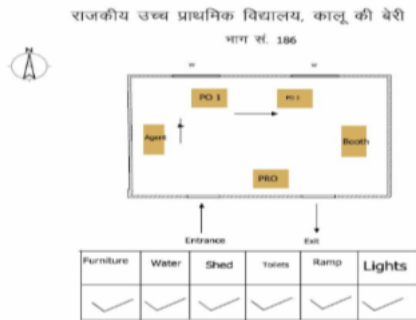 राजकीय उच्च प्राथमिक विद्यालय, कालू की बेरी
भाग सं. 186
N
W W
PO 1
Agent
Booth
PRO
Entrance Exit
Furniture Water Shed Toilets Ramp Lights